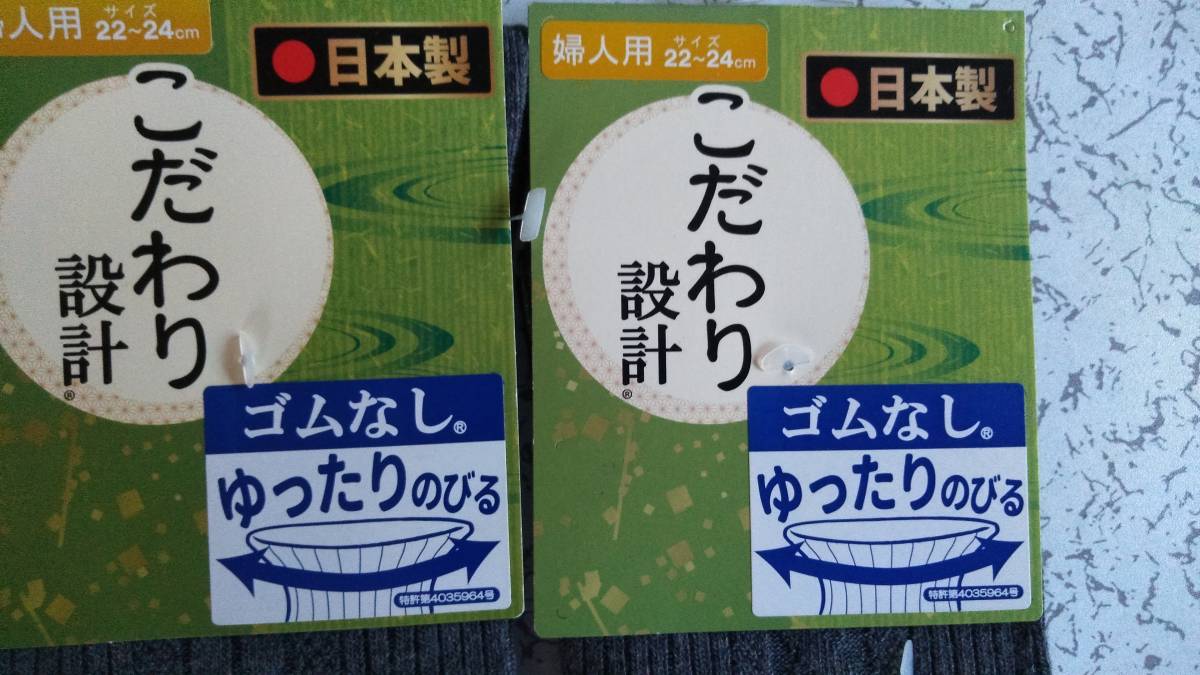 人用 サイズ 22~24cm
日本製
こだわり
設計®
ゴムなし®
ゆったりのびる
特許第4035964号
婦人用 サイズ 22~24cm
日本製
こだわり
設計®
ゴムなし®
ゆったりのびる
特許第4035964号